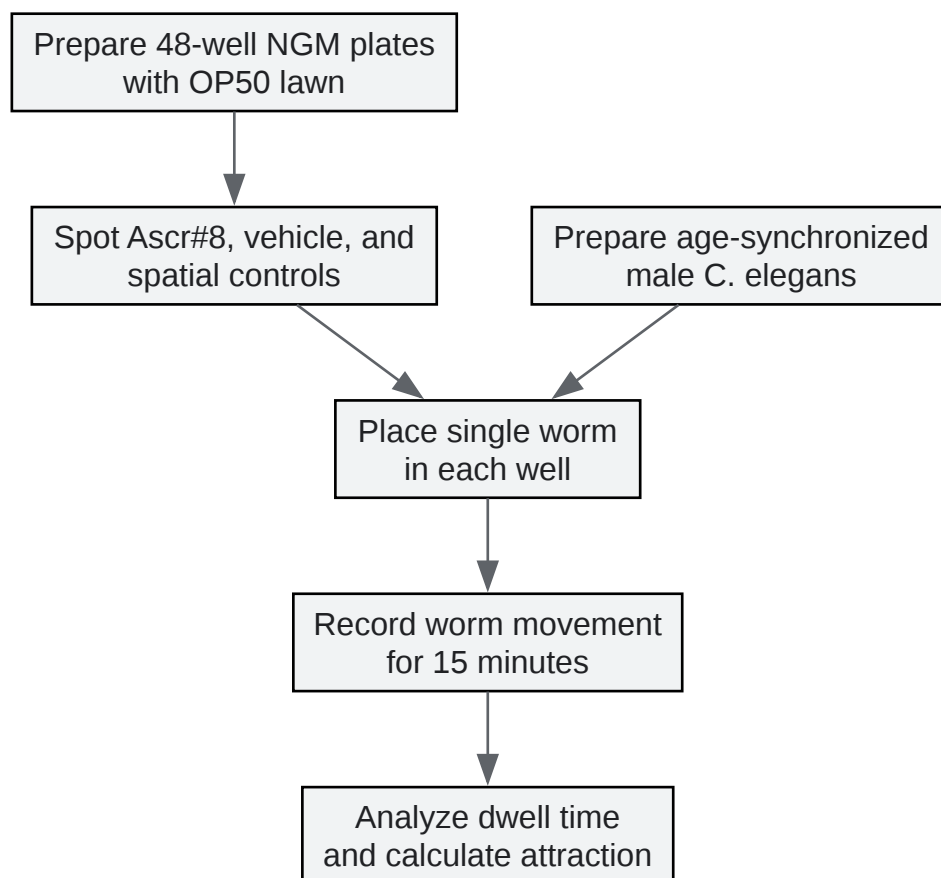 Prepare 48-well NGM plates
with OP50 lawn
Spot Ascr#8, vehicle, and
spatial controls
Prepare age-synchronized
male C. elegans
Place single worm
in each well
Record worm movement
for 15 minutes
Analyze dwell time
and calculate attraction